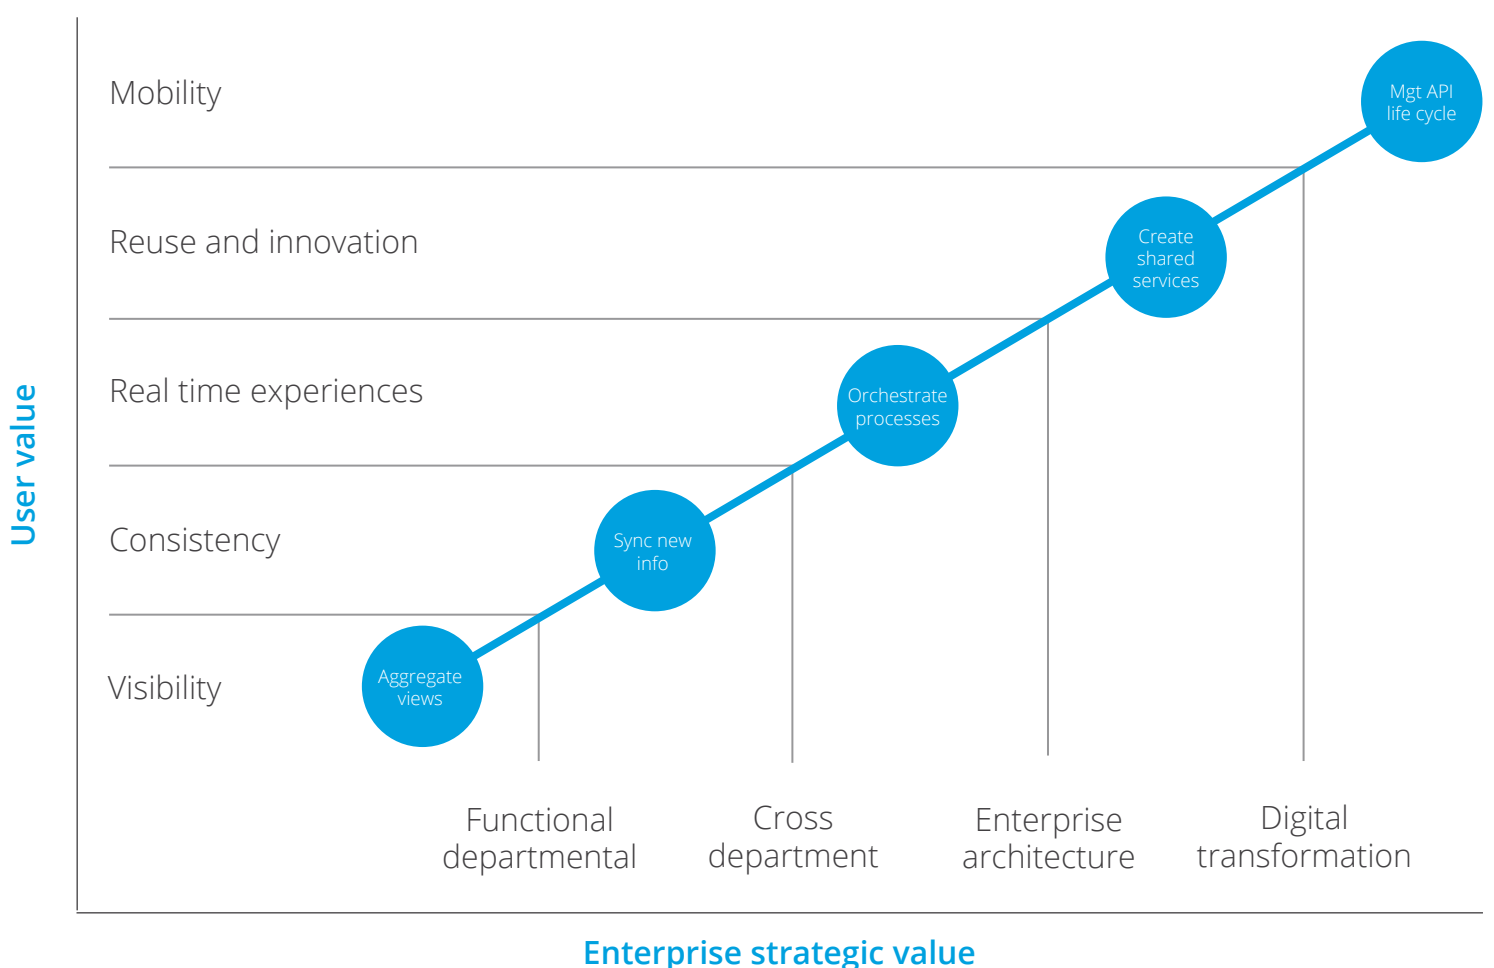 Mobility
Mgt API
life cycle
Reuse and innovation
Create
shared
services
Real time experiences
Orchestrate
processes
User value
Consistency
Sync new
info
Visibility
Aggregate
views
Functional
departmental
Cross
department
Enterprise
architecture
Digital
transformation
Enterprise strategic value